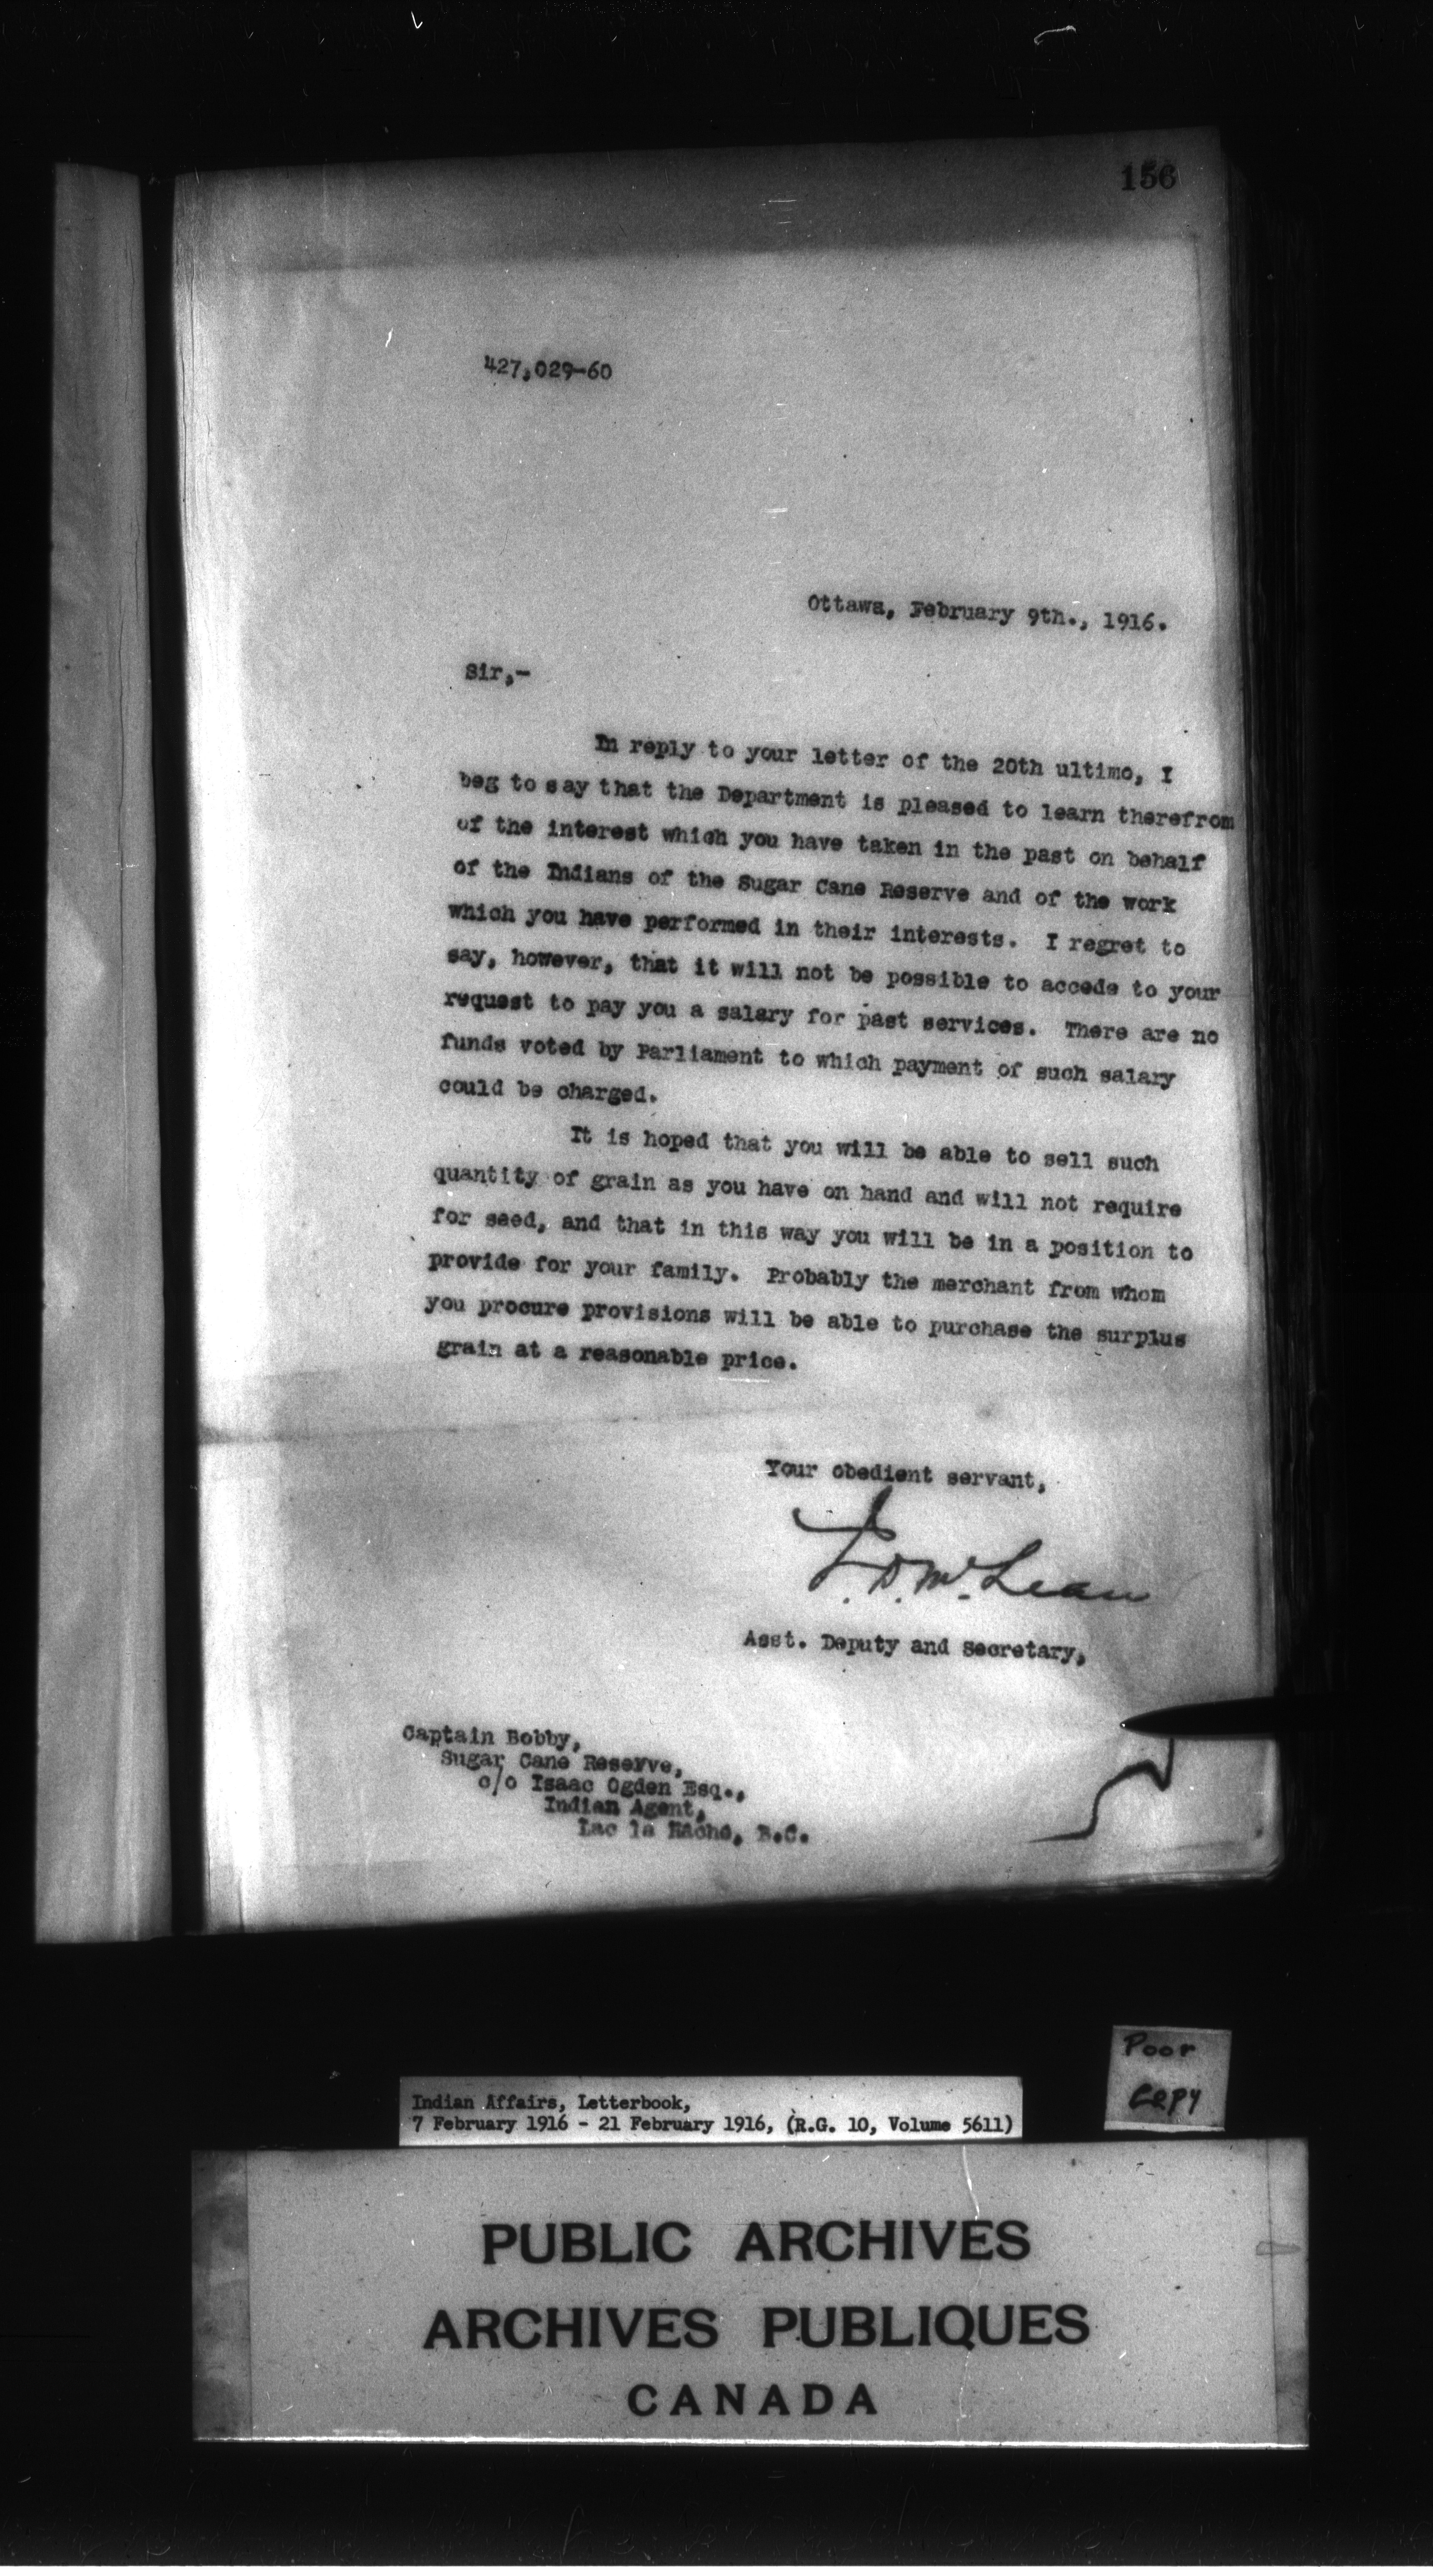 156
427,029-60
Ottawa, February 9th., 1916.
Sir,-
In reply to your letter of the 20th ultimo, I
beg to say that the Department is pleased to learn therefrom
of the interest which you have taken in the past on behalf
of the Indians of the Sugar Cane Reserve and of the work
which you have performed in their interests. I regret to
say, however, that it will not be possible to accede to your
request to pay you a salary for past services. There are no
funds voted by Parliament to which payment of such salary
could be charged.
It is hoped that you will be able to sell such
quantity of grain as you have on hand and will not require
for seed, and that in this way you will be in a position to
provide for your family. Probably the merchant from whom
you procure provisions will be able to purchase the surplus
grain at a reasonable price.
Your obedient servant,
J. D. McLean
Asst. Deputy and Secretary,
Captain Bobby,
Sugar Cane Reserve,
c/o Isaac Ogden Esq.,
Indian Agent,
Lac la Hache, B.C.
Poor
Copy
Indian Affairs, Letterbook,
7 February 1916 - 21 February 1916, (R.G. 10, Volume 5611)
PUBLIC ARCHIVES
ARCHIVES PUBLIQUES
CANADA